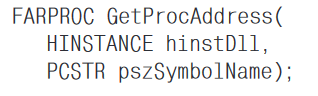 FARPROC GetProcAddress(
   HINSTANCE hinstDll,
   PCSTR pszSymbolName);